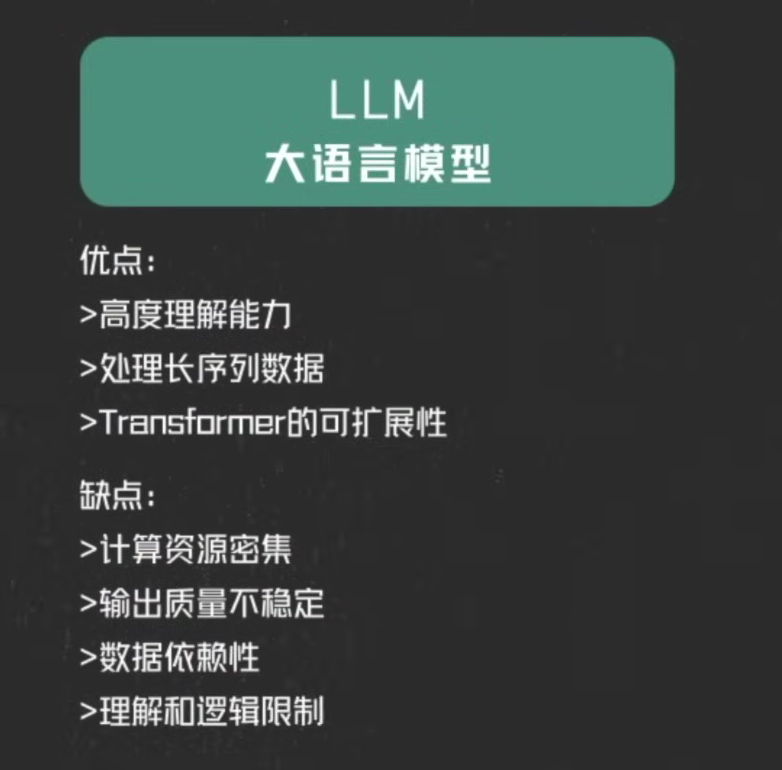 LLM
大语言模型
优点:
>高度理解能力
>处理长序列数据
>Transformer的可扩展性
缺点:
>计算资源密集
>输出质量不稳定
>数据依赖性
>理解和逻辑限制